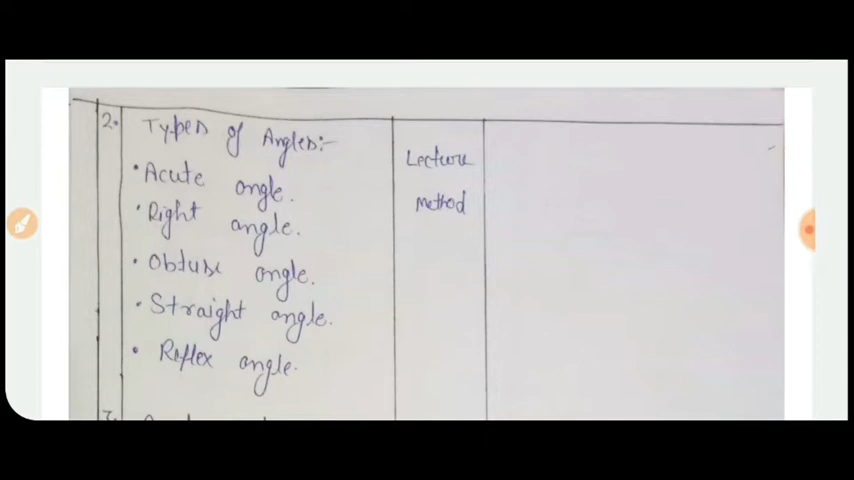 2. Types of Angles:-
• Acute angle.
• Right angle.
• Obtuse angle.
• Straight angle.
• Reflex angle.
Lecture
Method